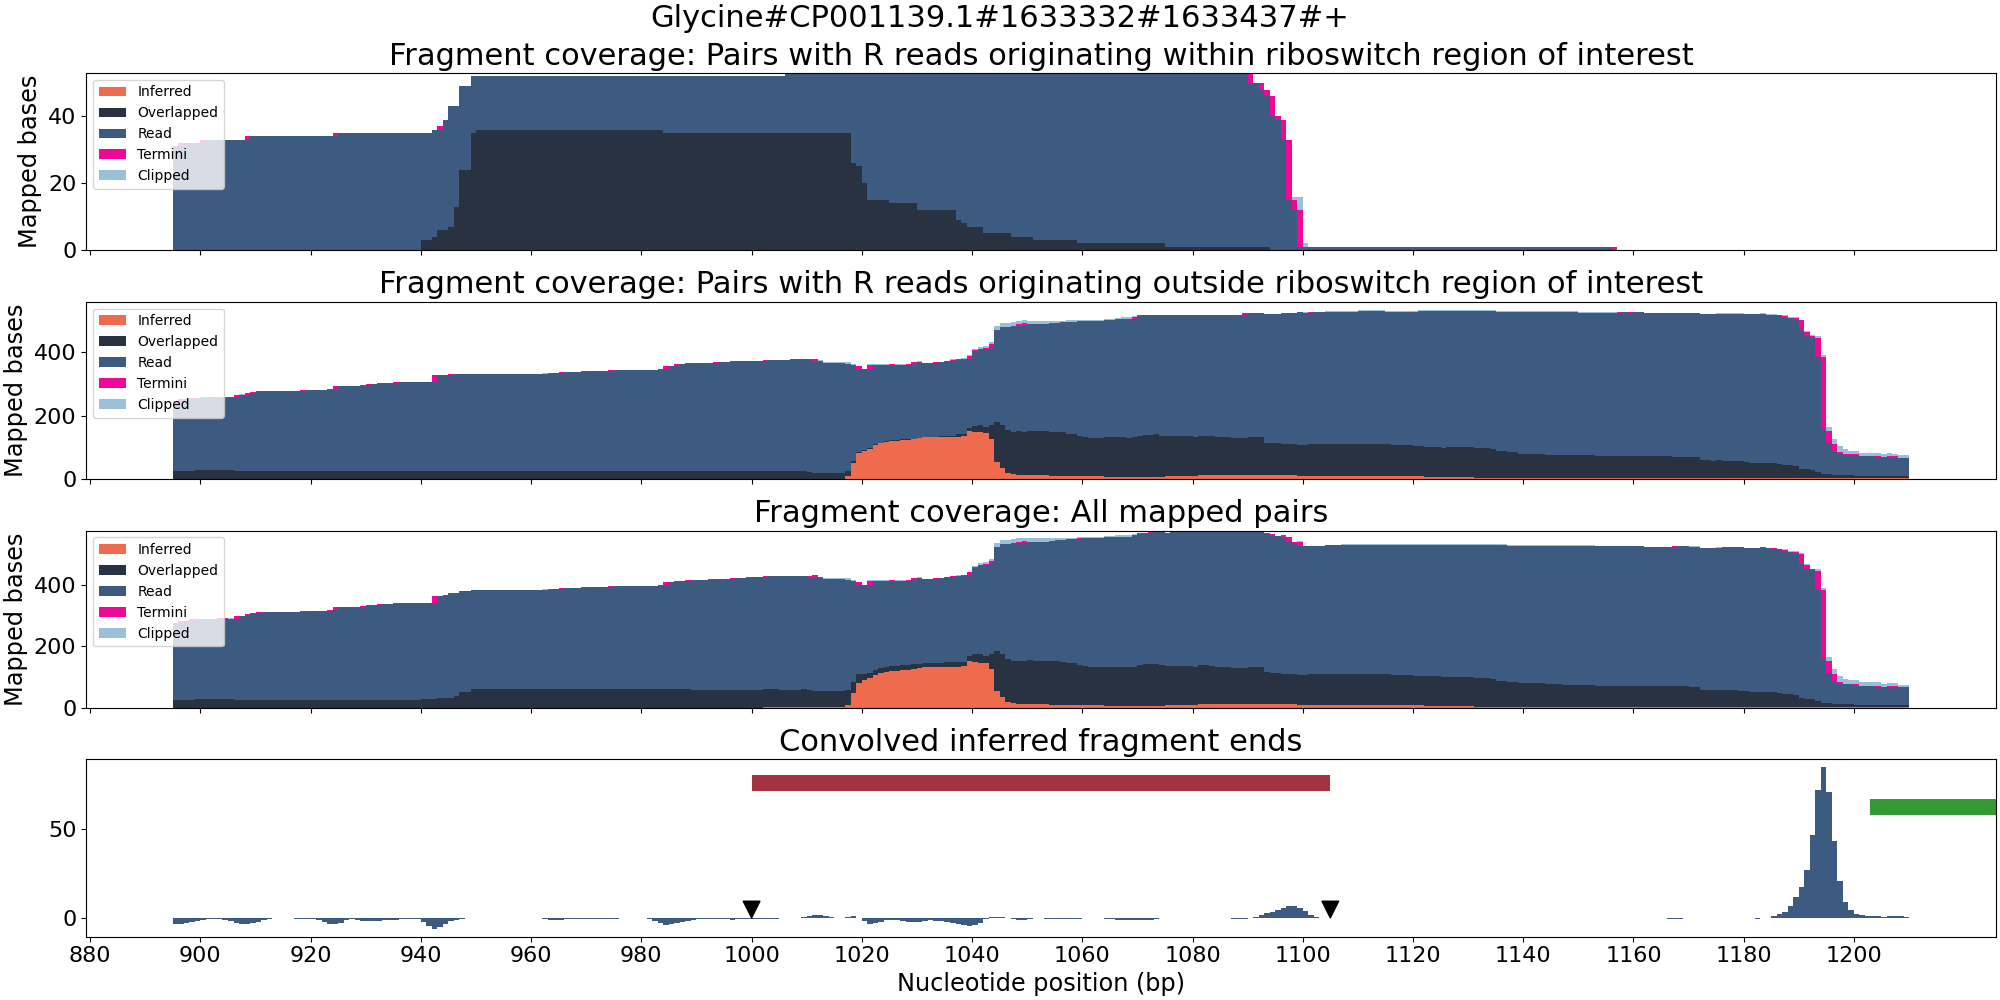 Glycine#CP001139.1#1633332#1633437#+
Fragment coverage: Pairs with R reads originating within riboswitch region of interest
Mapped bases
40
20
0
Inferred
Overlapped
Read
Termini
Clipped
Fragment coverage: Pairs with R reads originating outside riboswitch region of interest
Mapped bases
400
200
0
Inferred
Overlapped
Read
Termini
Clipped
Fragment coverage: All mapped pairs
Mapped bases
400
200
0
Inferred
Overlapped
Read
Termini
Clipped
Convolved inferred fragment ends
50
0
880 900 920 940 960 980 1000 1020 1040 1060 1080 1100 1120 1140 1160 1180 1200
Nucleotide position (bp)